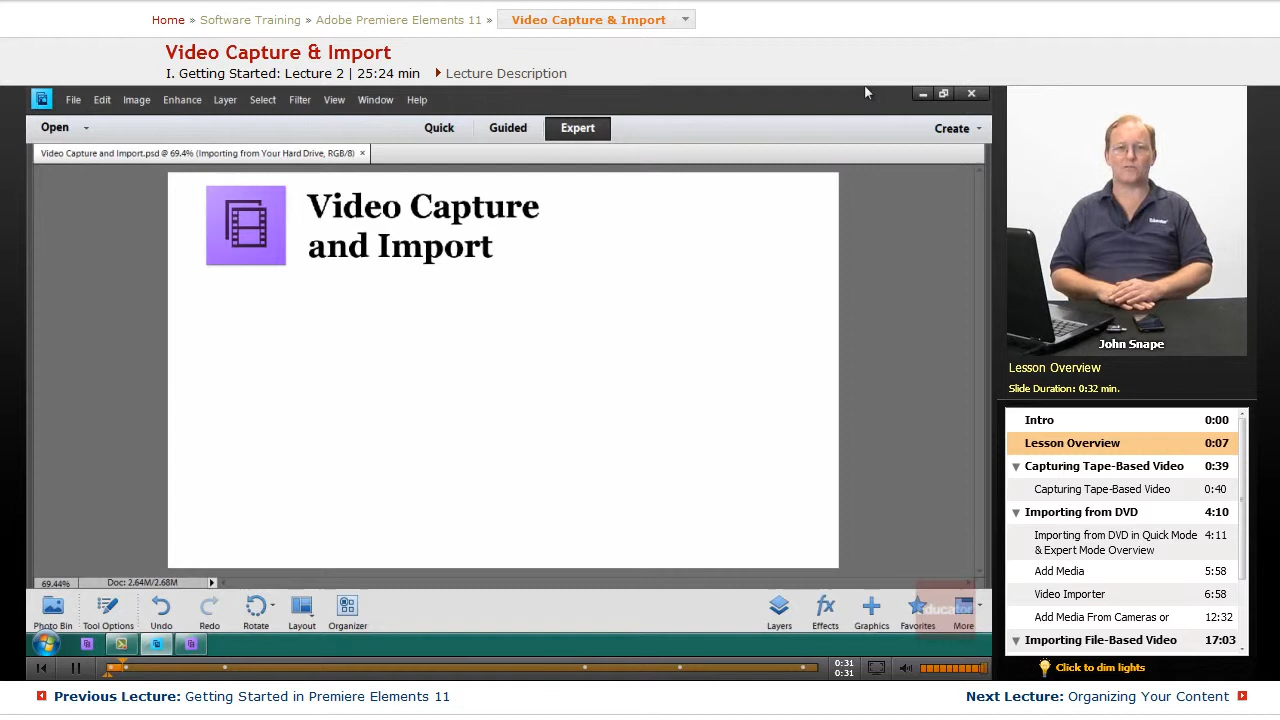 Home » Software Training » Adobe Premiere Elements 11 » Video Capture & Import
Video Capture & Import
I. Getting Started: Lecture 2 | 25:24 min Lecture Description
File Edit Image Enhance Layer Select Filter View Window Help
Open Quick Guided Expert Create
Video Capture and Import.psd @ 69.4% (Importing from Your Hard Drive, RGB/8) ×
Video Capture
and Import
Educator
John Snape
Lesson Overview
Slide Duration: 0:32 min.
Intro 0:00
Lesson Overview 0:07
Capturing Tape-Based Video 0:39
Capturing Tape-Based Video 0:40
Importing from DVD 4:10
Importing from DVD in Quick Mode 4:11
& Expert Mode Overview
Add Media 5:58
Video Importer 6:58
Add Media From Cameras or 12:32
Importing File-Based Video 17:03
69.44% Doc: 2.64M/2.68M
Photo Bin Tool Options Undo Redo Rotate Layout Organizer Layers Effects Graphics Favorites More
0:31
0:31
Click to dim lights
Previous Lecture: Getting Started in Premiere Elements 11
Next Lecture: Organizing Your Content